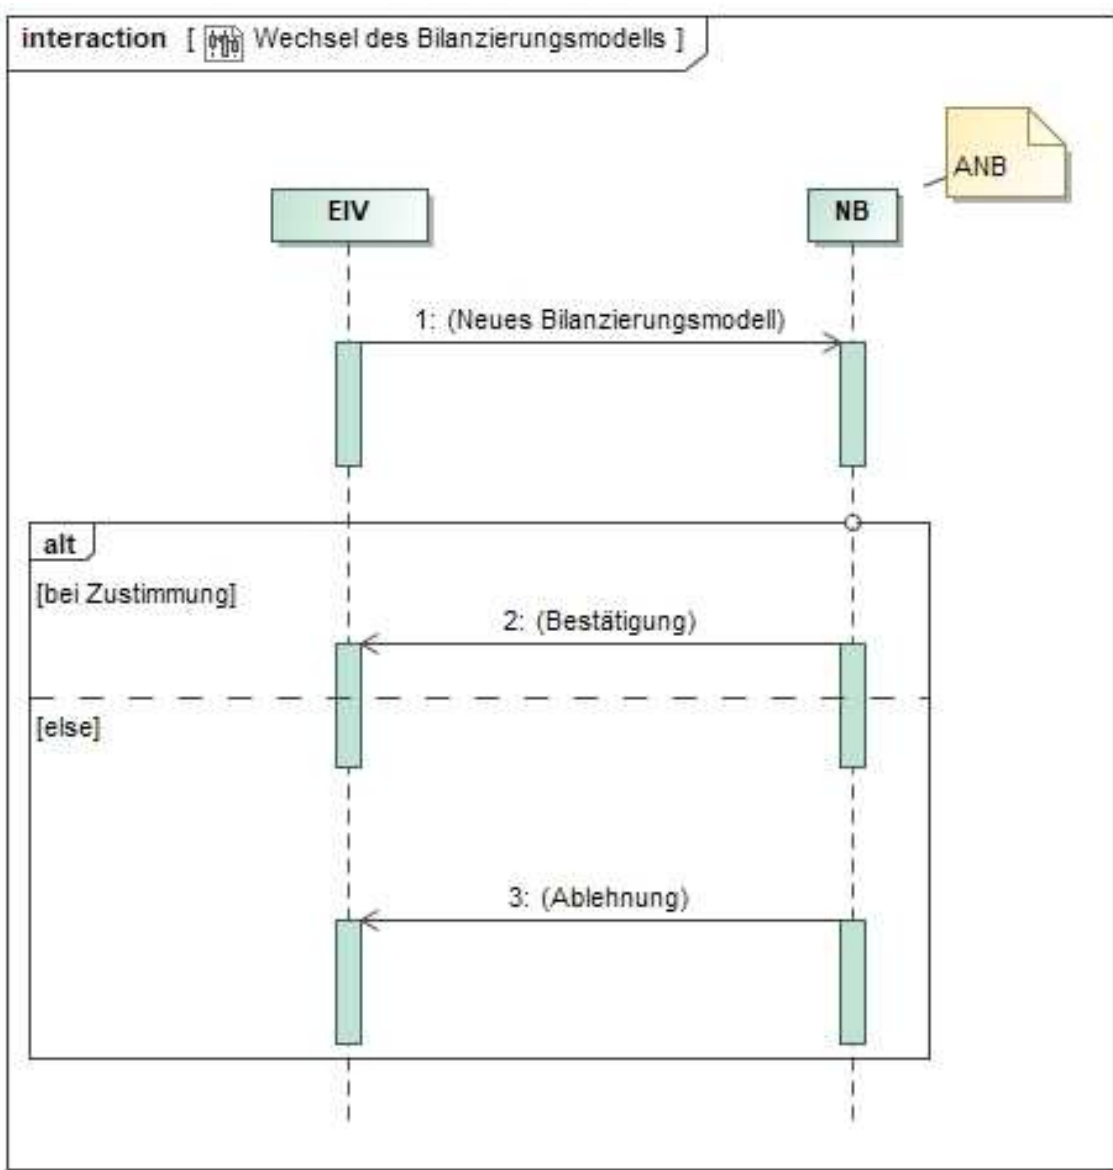 interaction [ Wechsel des Bilanzierungsmodells ]
ANB
EIV
NB
1: (Neues Bilanzierungsmodell)
alt
[bei Zustimmung]
2: (Bestätigung)
[else]
3: (Ablehnung)